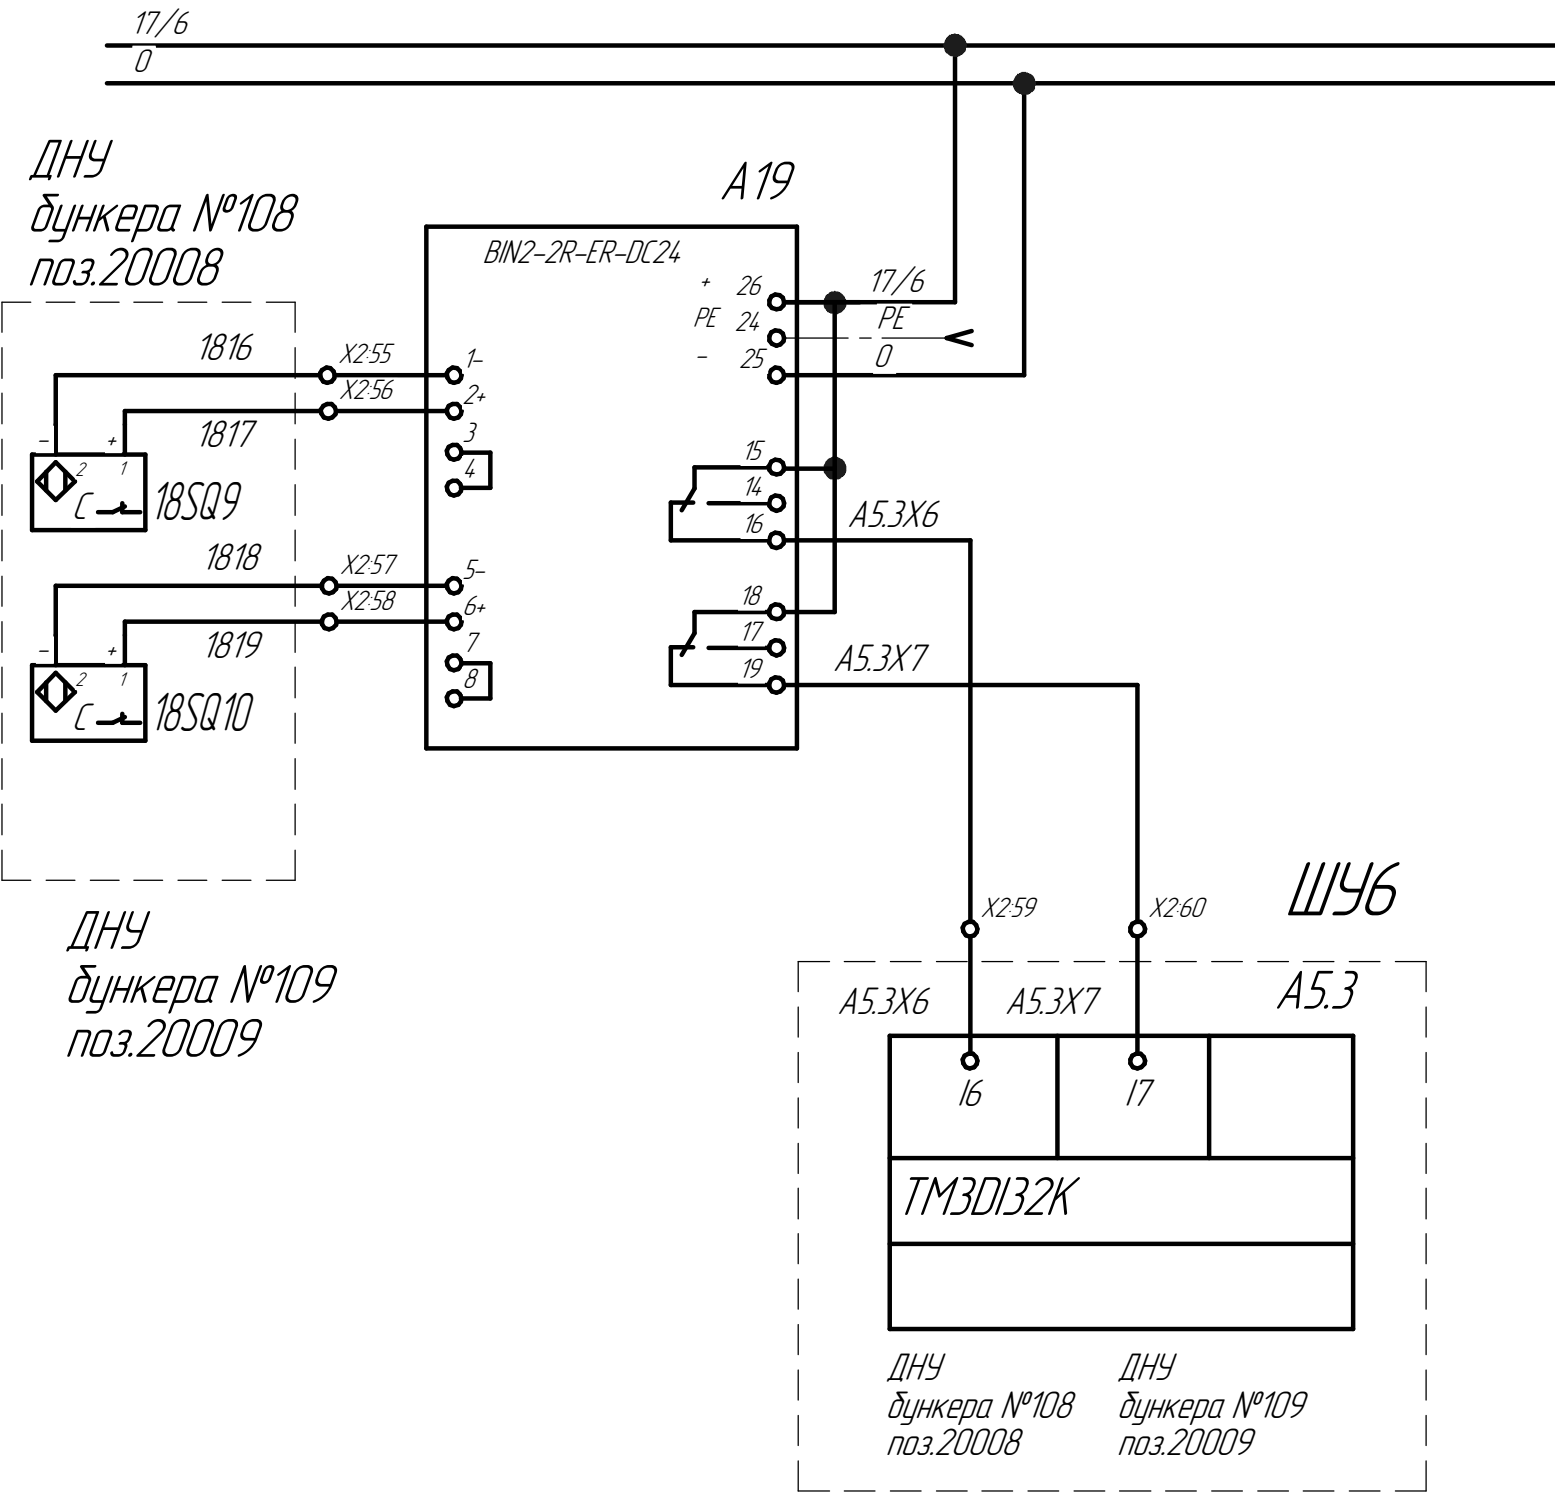 17/6
0
ДНУ
бункера №108
поз.20008
A19
BIN2-2R-ER-DC24
+ 26 17/6
PE 24 PE
- 25 0
1816 X2:55 1-
X2:56 2+
1817
3
4
- +
2 1
C
18SQ9
15
14
16 A5.3X6
1818 X2:57 5-
X2:58 6+
1819
7
8
- +
2 1
C
18SQ10
18
17
19 A5.3X7
ДНУ
бункера №109
поз.20009
X2:59 X2:60
ШУ6
A5.3X6 A5.3X7 A5.3
I6 I7
TM3DI32K
ДНУ
бункера №108
поз.20008
ДНУ
бункера №109
поз.20009